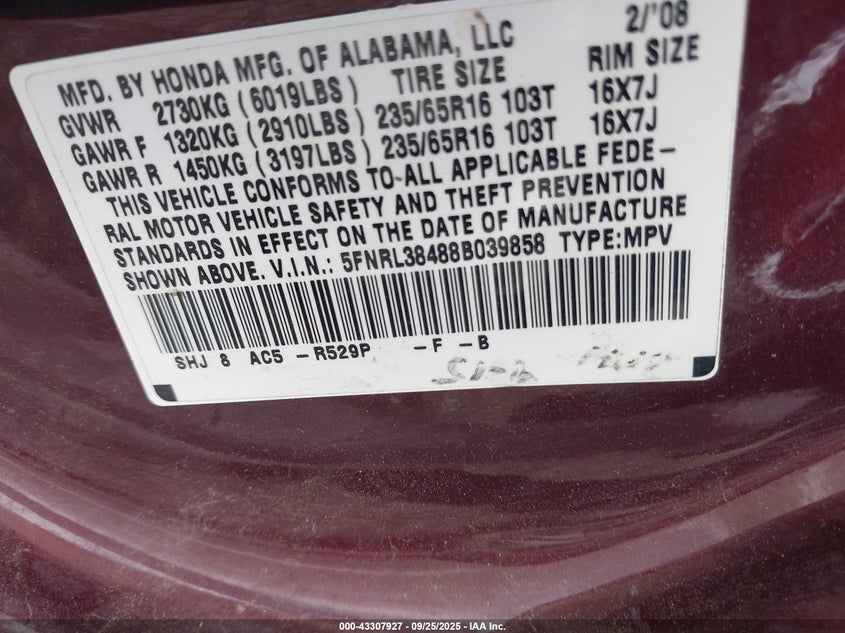 MFD. BY HONDA MFG. OF ALABAMA, LLC 2/'08
GVWR 2730KG (6019LBS) TIRE SIZE RIM SIZE
GAWR F 1320KG (2910LBS) 235/65R16 103T 16X7J
GAWR R 1450KG (3197LBS) 235/65R16 103T 16X7J
THIS VEHICLE CONFORMS TO ALL APPLICABLE FEDE-
RAL MOTOR VEHICLE SAFETY AND THEFT PREVENTION
STANDARDS IN EFFECT ON THE DATE OF MANUFACTURE
SHOWN ABOVE. V.I.N.: 5FNRL38488B039858 TYPE:MPV
SHJ 8 AC5 -R529P -F -B
000-43307927 - 09/25/2025 - IAA Inc.